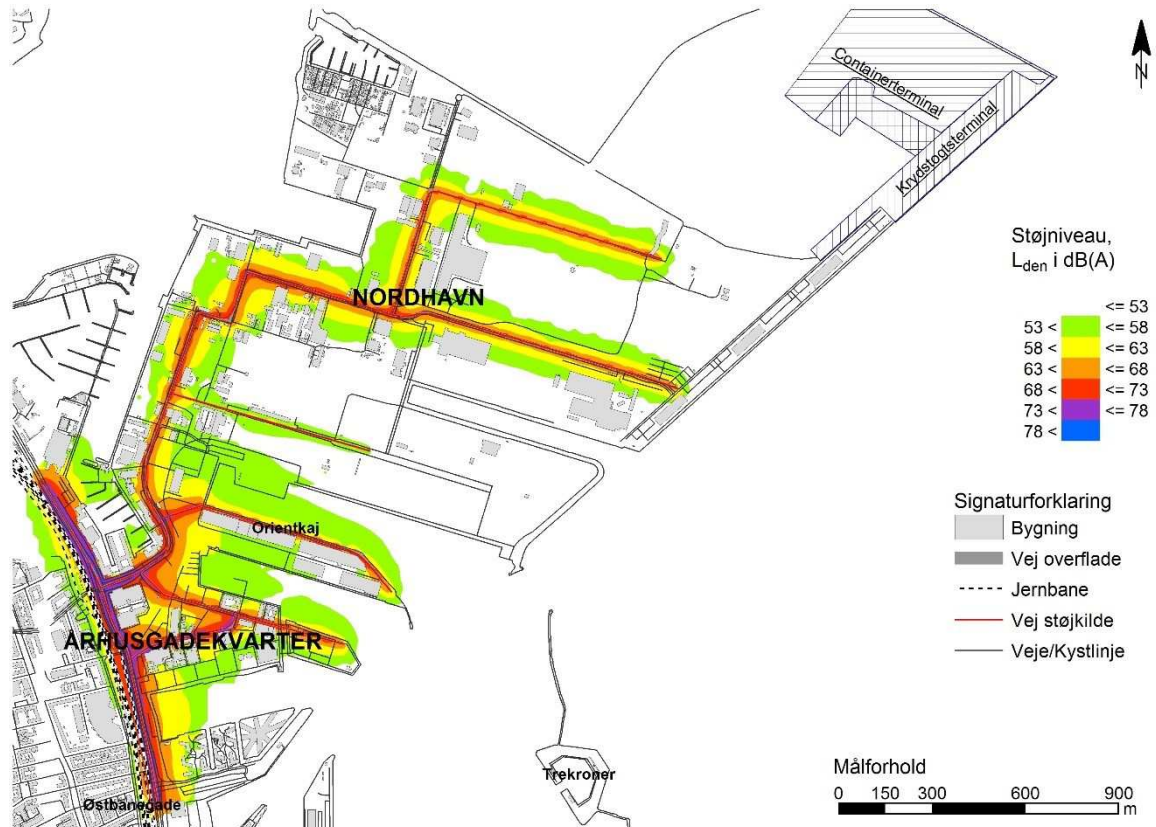 N
Containerterminal
Krydstogtsterminal
Støjniveau,
Lden i dB(A)
<= 53
53 < <= 58
58 < <= 63
63 < <= 68
68 < <= 73
73 < <= 78
78 <
NORDHAVN
Orientkaj
ÅRHUSGADEKVARTER
Østbanegade
Trekroner
Signaturforklaring
Bygning
Vej overflade
Jernbane
Vej støjkilde
Veje/Kystlinje
Målforhold
0 150 300 600 900
m